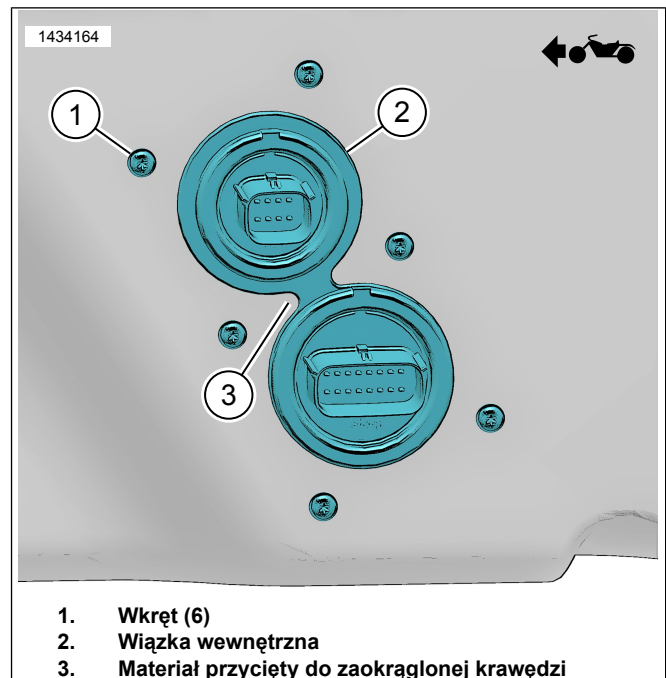 1434164
1
2
3
1. Wkręt (6)
2. Wiązka wewnętrzna
3. Materiał przycięty do zaokrąglonej krawędzi